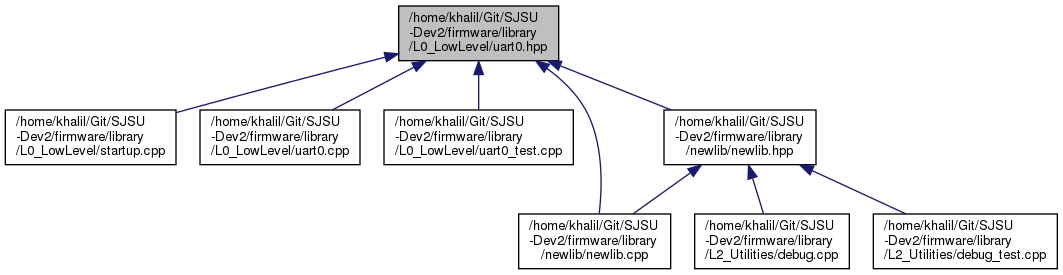 /home/khalil/Git/SJSU
-Dev2/firmware/library
/L0_LowLevel/uart0.hpp
/home/khalil/Git/SJSU
-Dev2/firmware/library
/L0_LowLevel/startup.cpp
/home/khalil/Git/SJSU
-Dev2/firmware/library
/L0_LowLevel/uart0.cpp
/home/khalil/Git/SJSU
-Dev2/firmware/library
/L0_LowLevel/uart0_test.cpp
/home/khalil/Git/SJSU
-Dev2/firmware/library
/newlib/newlib.hpp
/home/khalil/Git/SJSU
-Dev2/firmware/library
/newlib/newlib.cpp
/home/khalil/Git/SJSU
-Dev2/firmware/library
/L2_Utilities/debug.cpp
/home/khalil/Git/SJSU
-Dev2/firmware/library
/L2_Utilities/debug_test.cpp